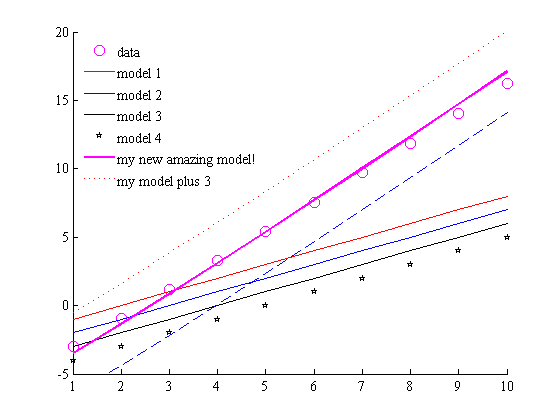 20
15
10
5
0
-5
1 2 3 4 5 6 7 8 9 10
data
model 1
model 2
model 3
model 4
my new amazing model!
my model plus 3